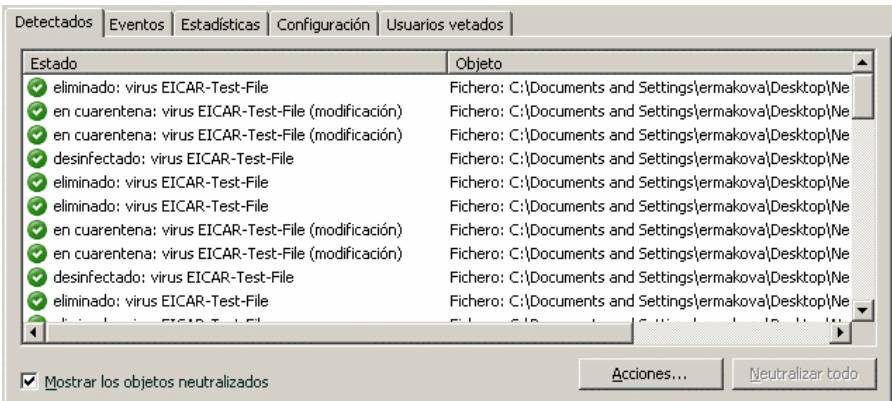 Detectados Eventos Estadísticas Configuración Usuarios vetados
Estado Objeto
eliminado: virus EICAR-Test-File Fichero: C:\Documents and Settings\ermakova\Desktop\Ne
en cuarentena: virus EICAR-Test-File (modificación) Fichero: C:\Documents and Settings\ermakova\Desktop\Ne
en cuarentena: virus EICAR-Test-File (modificación) Fichero: C:\Documents and Settings\ermakova\Desktop\Ne
desinfectado: virus EICAR-Test-File Fichero: C:\Documents and Settings\ermakova\Desktop\Ne
eliminado: virus EICAR-Test-File Fichero: C:\Documents and Settings\ermakova\Desktop\Ne
eliminado: virus EICAR-Test-File Fichero: C:\Documents and Settings\ermakova\Desktop\Ne
en cuarentena: virus EICAR-Test-File (modificación) Fichero: C:\Documents and Settings\ermakova\Desktop\Ne
en cuarentena: virus EICAR-Test-File (modificación) Fichero: C:\Documents and Settings\ermakova\Desktop\Ne
desinfectado: virus EICAR-Test-File Fichero: C:\Documents and Settings\ermakova\Desktop\Ne
eliminado: virus EICAR-Test-File Fichero: C:\Documents and Settings\ermakova\Desktop\Ne
Mostrar los objetos neutralizados Acciones... Neutralizar todo